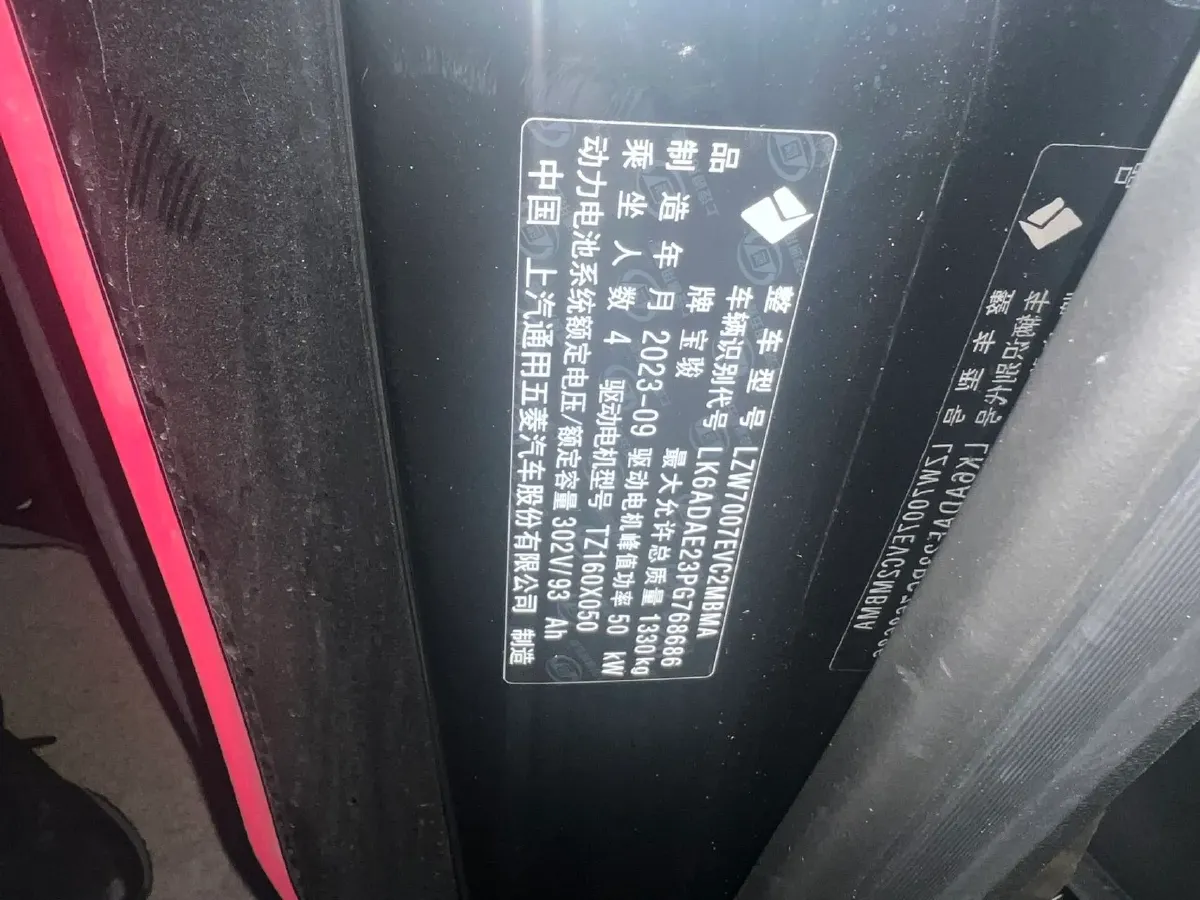 整车型号 LZW7007EVC2MBMA
车辆识别代号 LK6ADAE23PG768686
品牌 宝骏 最大允许总质量 1330kg
制造年月 2023-09 驱动电机峰值功率 50 kW
乘坐人数 4 驱动电机型号 TZ160X050
动力电池系统额定电压/额定容量 302V/93 Ah
中国 上汽通用五菱汽车股份有限公司 制造